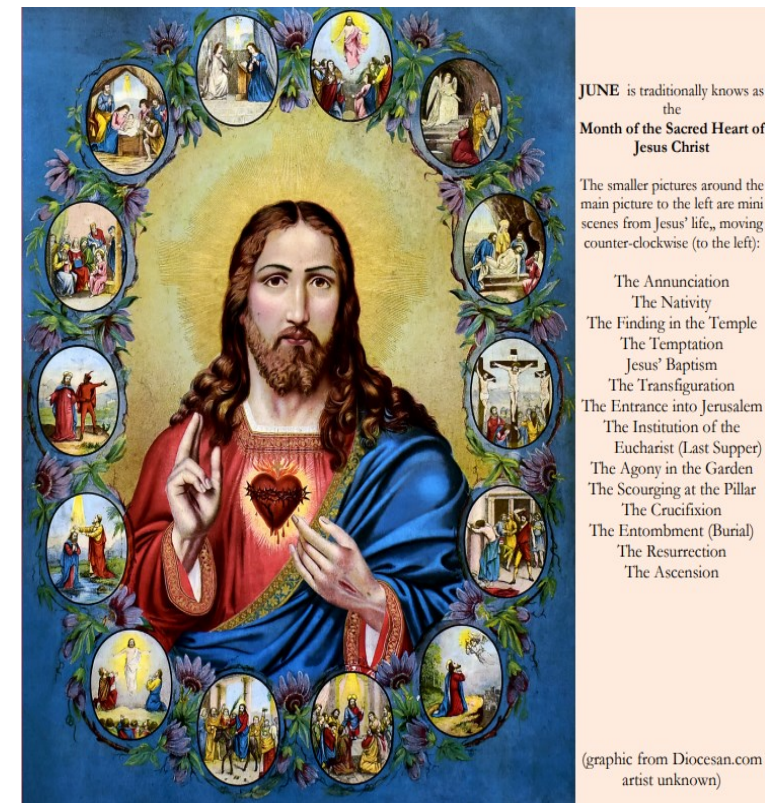 JUNE is traditionally knows as
the
Month of the Sacred Heart of
Jesus Christ
The smaller pictures around the
main picture to the left are mini
scenes from Jesus' life,, moving
counter-clockwise (to the left):
The Annunciation
The Nativity
The Finding in the Temple
The Temptation
Jesus' Baptism
The Transfiguration
The Entrance into Jerusalem
The Institution of the
Eucharist (Last Supper)
The Agony in the Garden
The Scourging at the Pillar
The Crucifixion
The Entombment (Burial)
The Resurrection
The Ascension
(graphic from Diocesan.com
artist unknown)